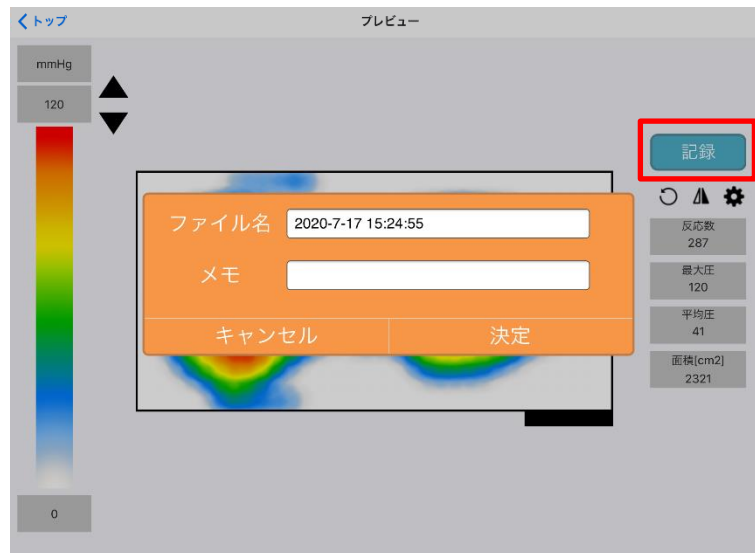 トップ
プレビュー
mmHg
120
記録
ファイル名 2020-7-17 15:24:55
メモ
キャンセル 決定
反応数
287
最大圧
120
平均圧
41
面積[cm2]
2321
0